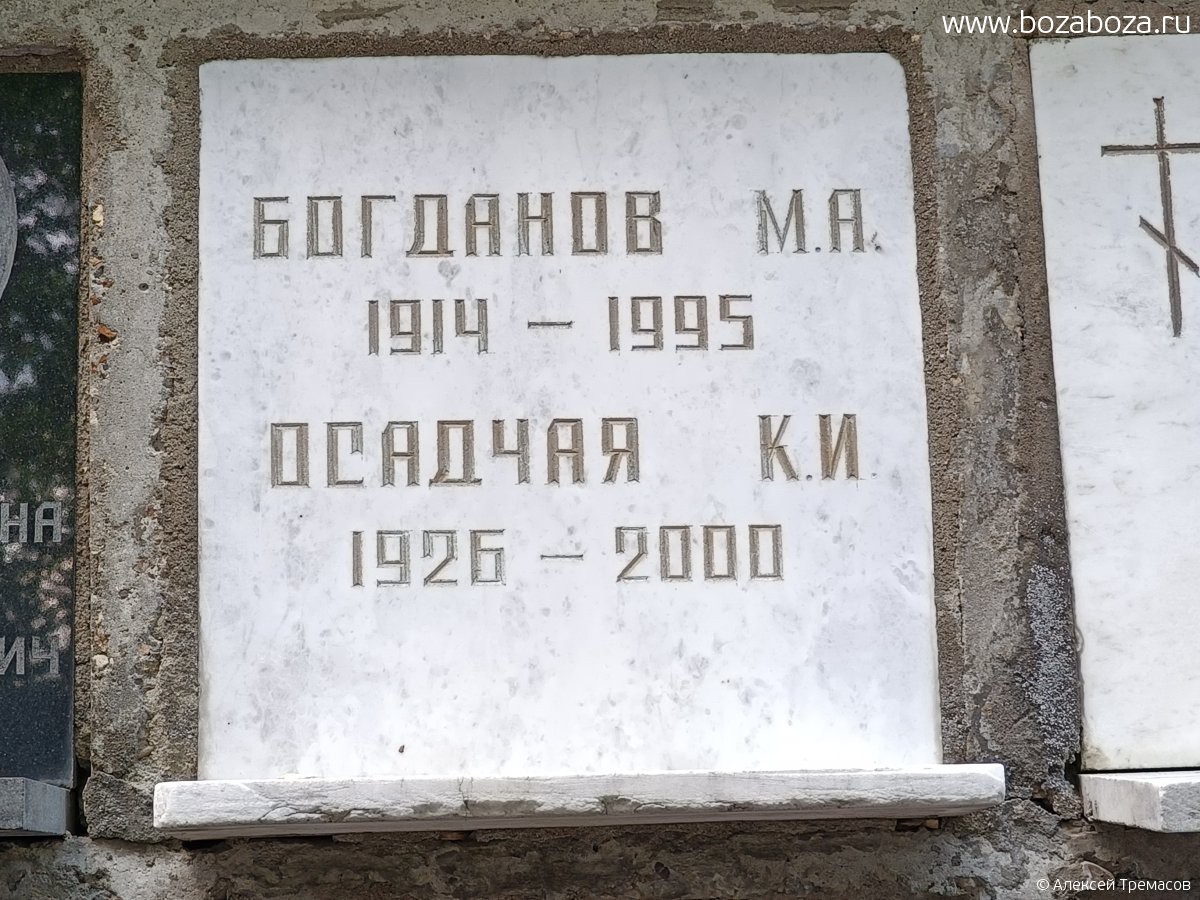 www.bozaboza.ru
БОГДАНОВ М.А.
1914 – 1995
ОСАДЧАЯ К.И.
1926 – 2000
© Алексей Тремасов